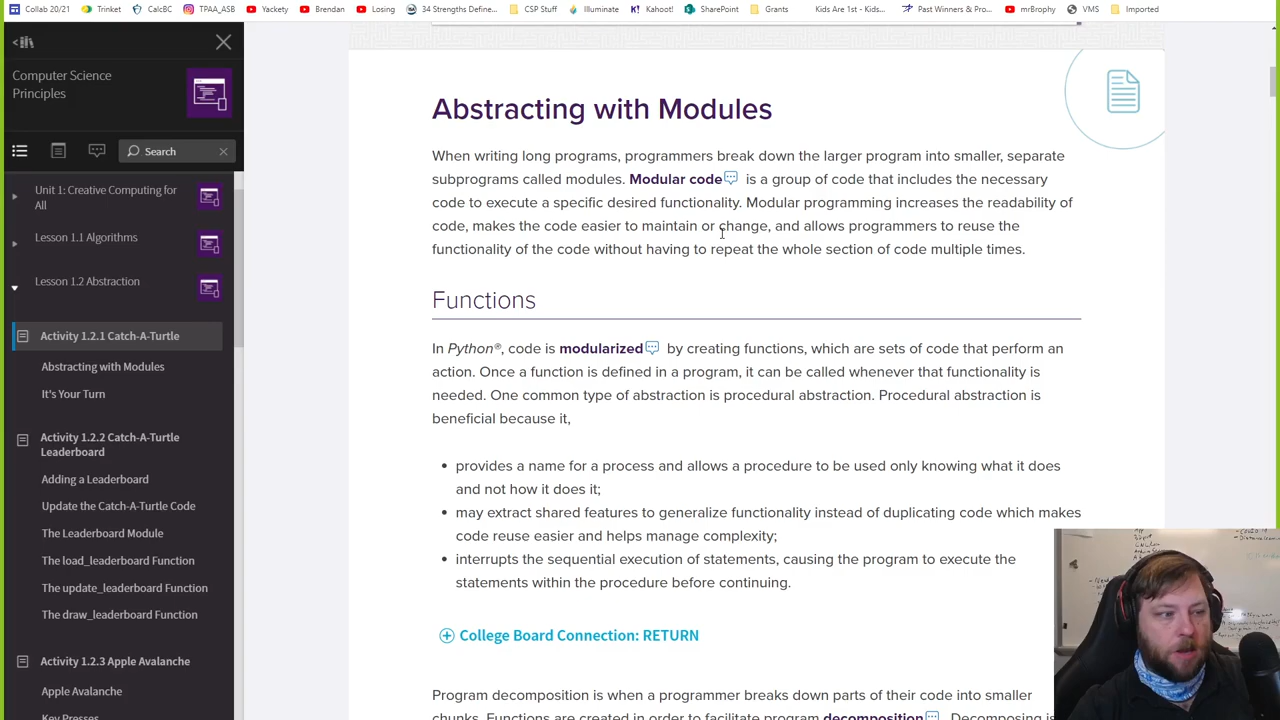 Collab 20/21 Trinket CalcBC TPAA_ASB Yackety Brendan Losing 34 Strengths Define... CSP Stuff Illuminate Kahoot! SharePoint Grants Kids Are 1st - Kids... Past Winners & Pro... mrBrophy VMS Imported
Computer Science
Principles
Search
Unit 1: Creative Computing for
All
Lesson 1.1 Algorithms
Lesson 1.2 Abstraction
Activity 1.2.1 Catch-A-Turtle
Abstracting with Modules
It's Your Turn
Activity 1.2.2 Catch-A-Turtle
Leaderboard
Adding a Leaderboard
Update the Catch-A-Turtle Code
The Leaderboard Module
The load_leaderboard Function
The update_leaderboard Function
The draw_leaderboard Function
Activity 1.2.3 Apple Avalanche
Apple Avalanche
Key Presses
Abstracting with Modules
When writing long programs, programmers break down the larger program into smaller, separate
subprograms called modules. Modular code is a group of code that includes the necessary
code to execute a specific desired functionality. Modular programming increases the readability of
code, makes the code easier to maintain or change, and allows programmers to reuse the
functionality of the code without having to repeat the whole section of code multiple times.
Functions
In Python®, code is modularized by creating functions, which are sets of code that perform an
action. Once a function is defined in a program, it can be called whenever that functionality is
needed. One common type of abstraction is procedural abstraction. Procedural abstraction is
beneficial because it,
• provides a name for a process and allows a procedure to be used only knowing what it does
and not how it does it;
• may extract shared features to generalize functionality instead of duplicating code which makes
code reuse easier and helps manage complexity;
• interrupts the sequential execution of statements, causing the program to execute the
statements within the procedure before continuing.
College Board Connection: RETURN
Program decomposition is when a programmer breaks down parts of their code into smaller
chunks. Functions are created in order to facilitate program decomposition. Decomposing is